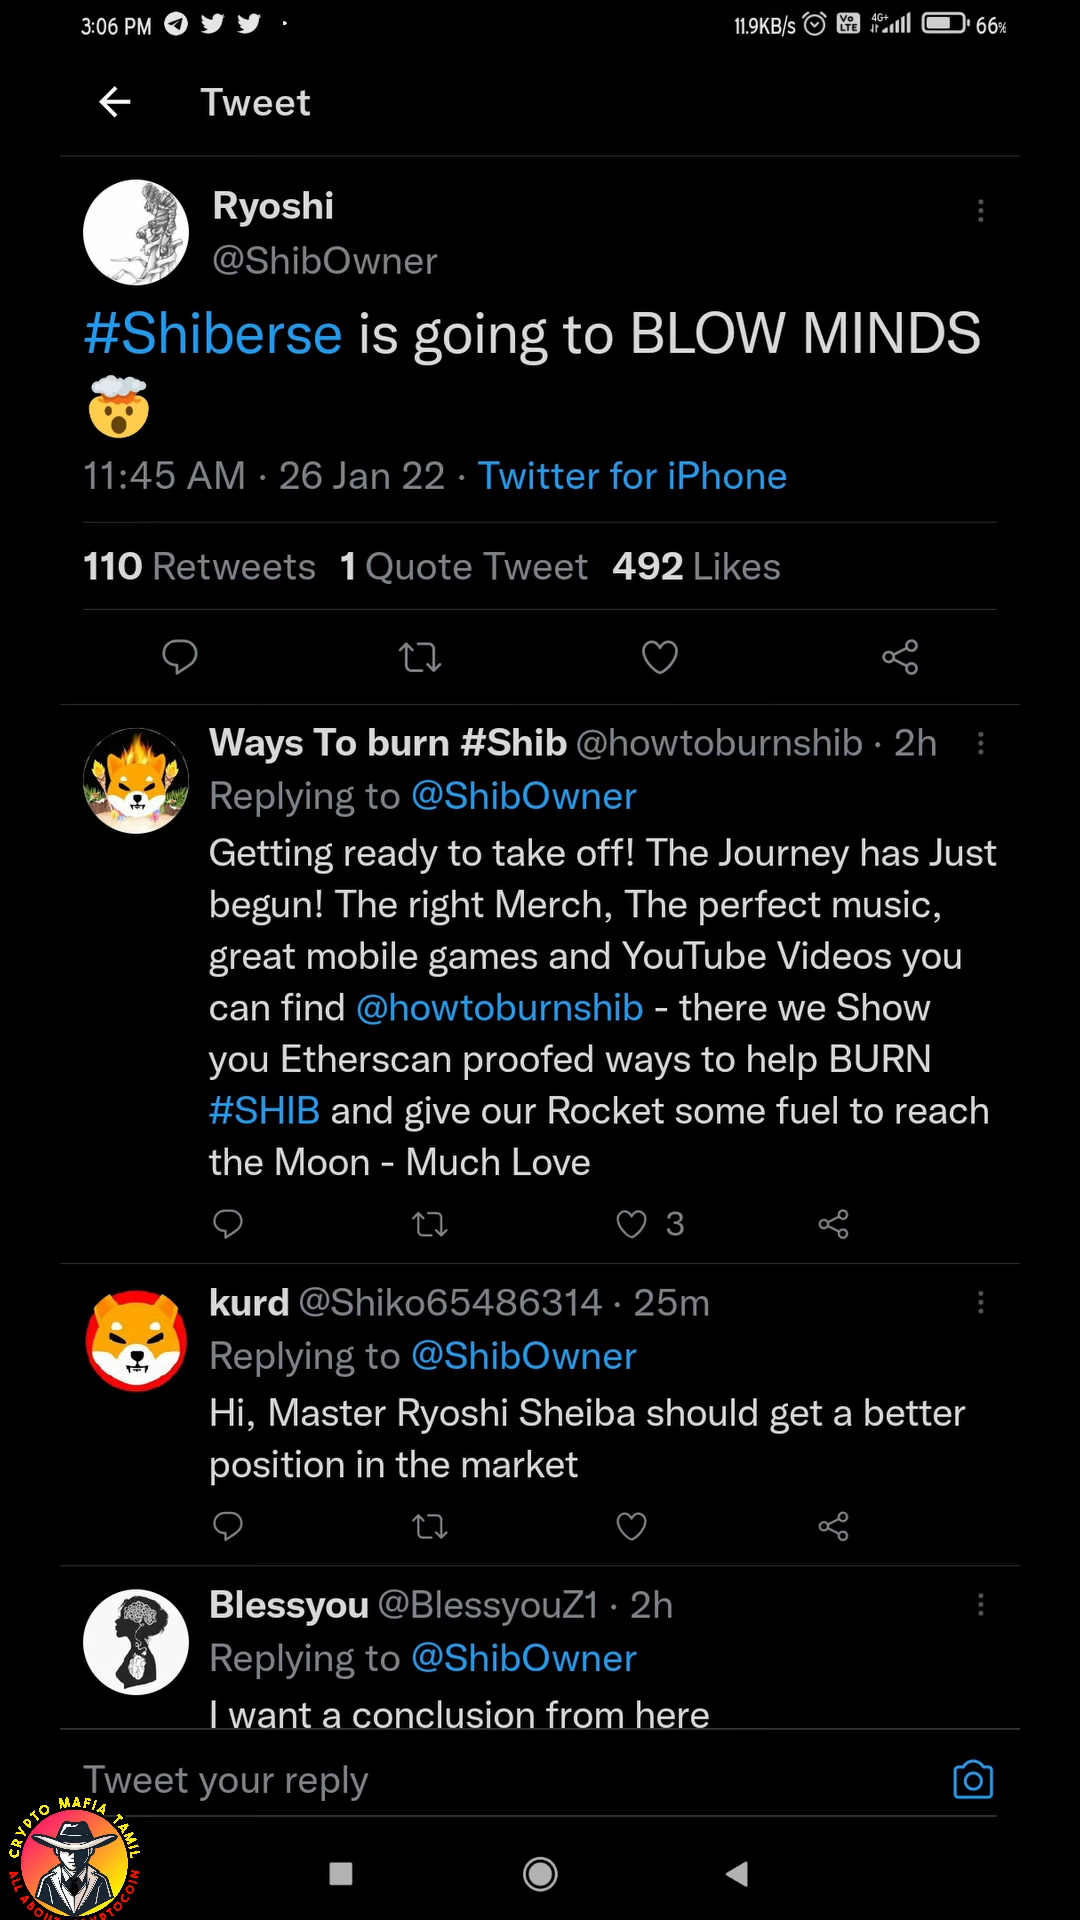 3:06 PM
11.9KB/s Vo LTE 4G+ 66%
Tweet
Ryoshi
@ShibOwner
#Shiberse is going to BLOW MINDS
11:45 AM · 26 Jan 22 · Twitter for iPhone
110 Retweets 1 Quote Tweet 492 Likes
Ways To burn #Shib @howtoburnshib · 2h
Replying to @ShibOwner
Getting ready to take off! The Journey has Just
begun! The right Merch, The perfect music,
great mobile games and YouTube Videos you
can find @howtoburnshib - there we Show
you Etherscan proofed ways to help BURN
#SHIB and give our Rocket some fuel to reach
the Moon - Much Love
3
kurd @Shiko65486314 · 25m
Replying to @ShibOwner
Hi, Master Ryoshi Sheiba should get a better
position in the market
Blessyou @BlessyouZ1 · 2h
Replying to @ShibOwner
I want a conclusion from here
Tweet your reply
CRYPTO MAFIA TAMIL
ALL ABOUT CRYPTOCOIN